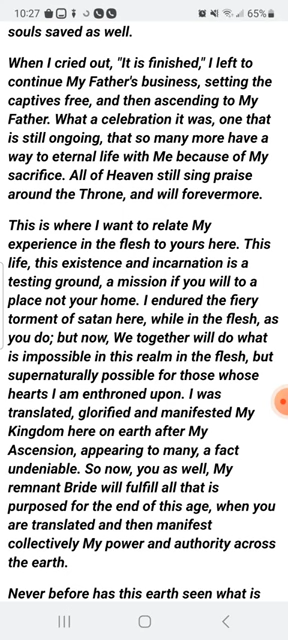 10:27 65%
souls saved as well.
When I cried out, "It is finished," I left to
continue My Father's business, setting the
captives free, and then ascending to My
Father. What a celebration it was, one that
is still ongoing, that so many more have a
way to eternal life with Me because of My
sacrifice. All of Heaven still sing praise
around the Throne, and will forevermore.
This is where I want to relate My
experience in the flesh to yours here. This
life, this existence and incarnation is a
testing ground, a mission if you will to a
place not your home. I endured the fiery
torment of satan here, while in the flesh, as
you do; but now, We together will do what
is impossible in this realm in the flesh, but
supernaturally possible for those whose
hearts I am enthroned upon. I was
translated, glorified and manifested My
Kingdom here on earth after My
Ascension, appearing to many, a fact
undeniable. So now, you as well, My
remnant Bride will fulfill all that is
purposed for the end of this age, when you
are translated and then manifest
collectively My power and authority across
the earth.
Never before has this earth seen what is